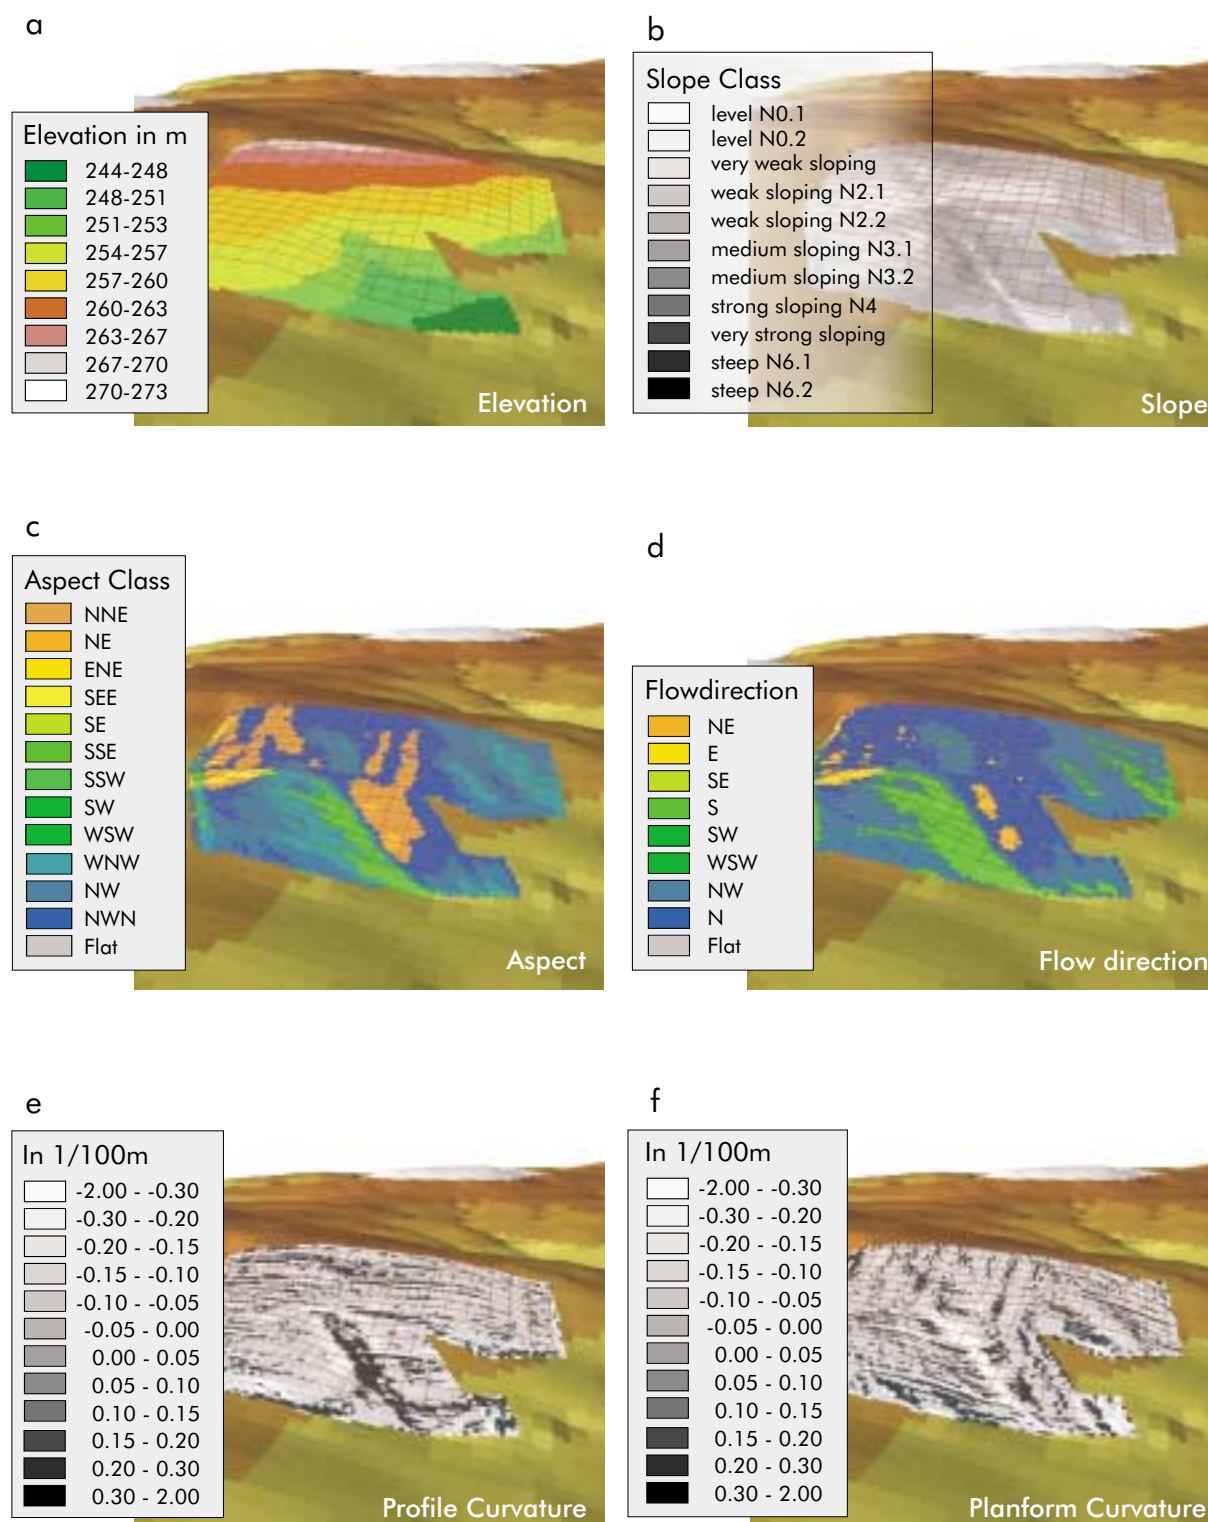 a
Elevation in m
244-248
248-251
251-253
254-257
257-260
260-263
263-267
267-270
270-273
Elevation
b
Slope Class
level N0.1
level N0.2
very weak sloping
weak sloping N2.1
weak sloping N2.2
medium sloping N3.1
medium sloping N3.2
strong sloping N4
very strong sloping
steep N6.1
steep N6.2
Slope
c
Aspect Class
NNE
NE
ENE
SEE
SE
SSE
SSW
SW
WSW
WNW
NW
NWN
Flat
Aspect
d
Flowdirection
NE
E
SE
S
SW
WSW
NW
N
Flat
Flow direction
e
In 1/100m
-2.00 - -0.30
-0.30 - -0.20
-0.20 - -0.15
-0.15 - -0.10
-0.10 - -0.05
-0.05 - 0.00
0.00 - 0.05
0.05 - 0.10
0.10 - 0.15
0.15 - 0.20
0.20 - 0.30
0.30 - 2.00
Profile Curvature
f
In 1/100m
-2.00 - -0.30
-0.30 - -0.20
-0.20 - -0.15
-0.15 - -0.10
-0.10 - -0.05
-0.05 - 0.00
0.00 - 0.05
0.05 - 0.10
0.10 - 0.15
0.15 - 0.20
0.20 - 0.30
0.30 - 2.00
Planform Curvature